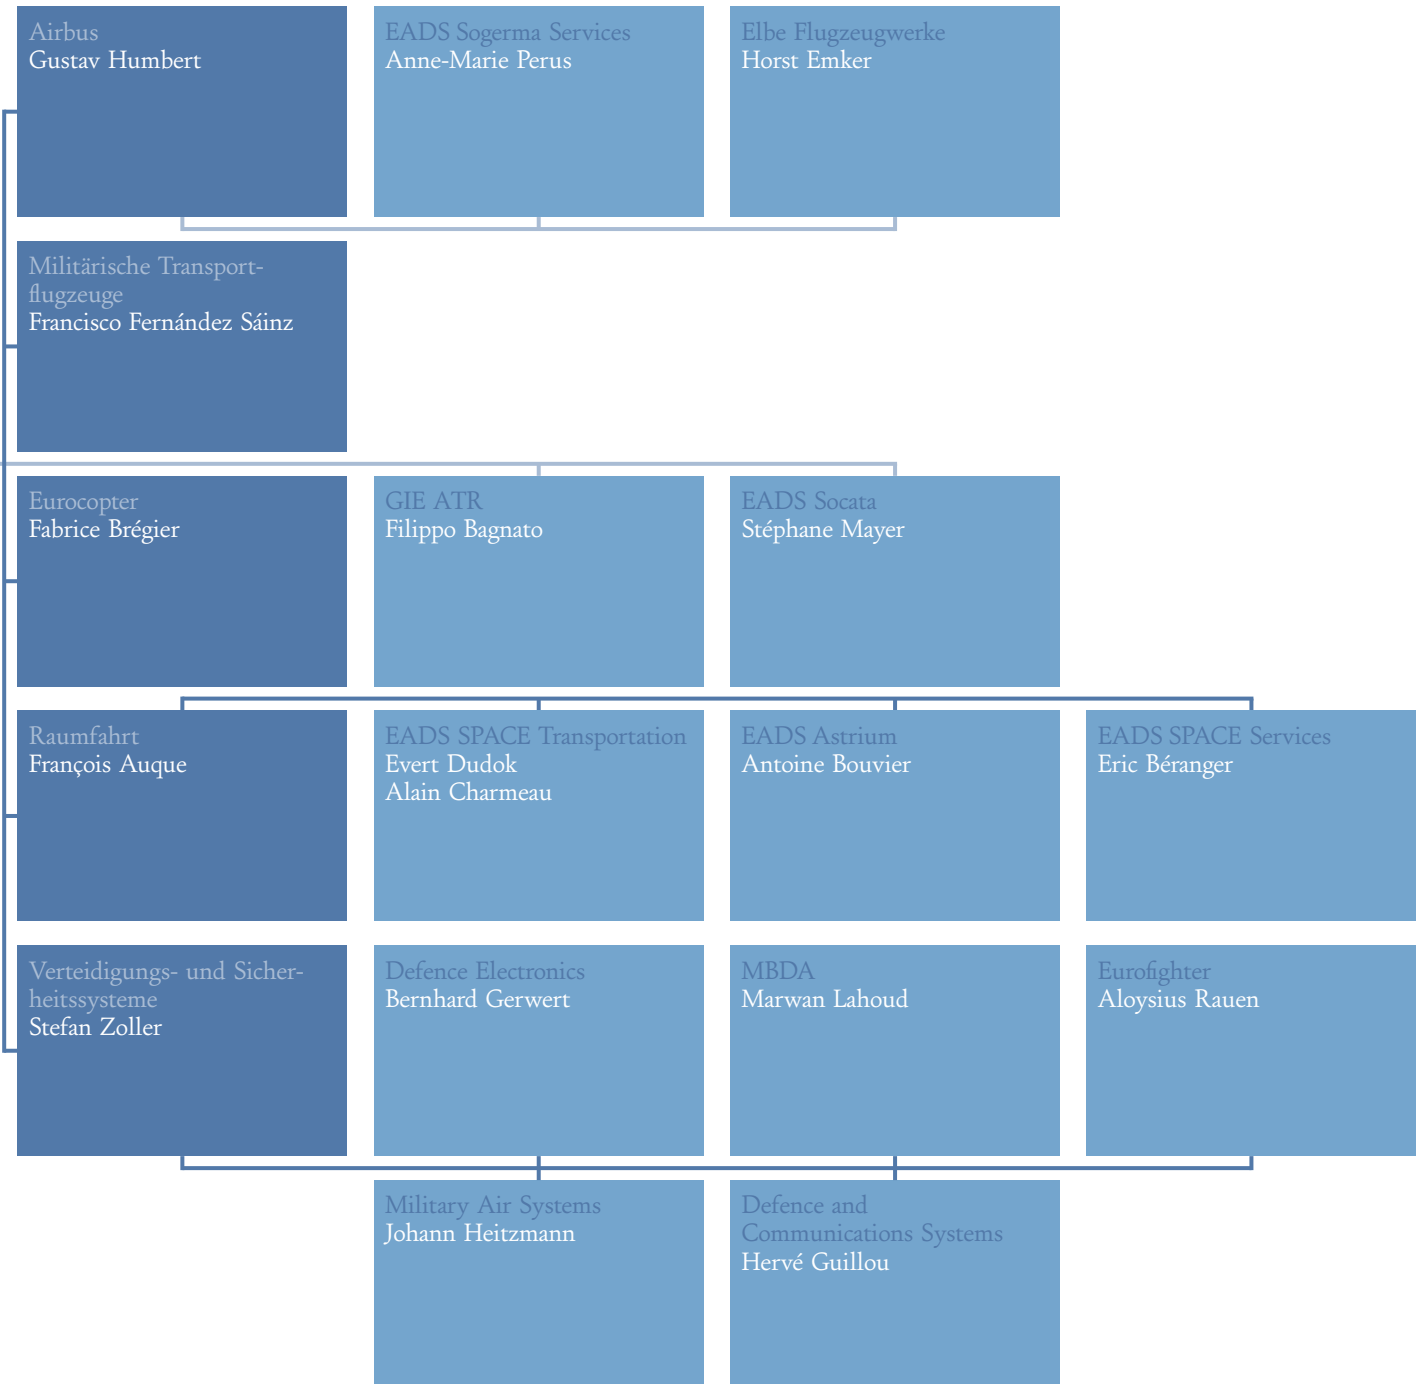 Airbus
Gustav Humbert
EADS Sogerma Services
Anne-Marie Perus
Elbe Flugzeugwerke
Horst Emker
Militärische Transport-
flugzeuge
Francisco Fernández Sáinz
Eurocopter
Fabrice Brégier
GIE ATR
Filippo Bagnato
EADS Socata
Stéphane Mayer
Raumfahrt
François Auque
EADS SPACE Transportation
Evert Dudok
Alain Charmeau
EADS Astrium
Antoine Bouvier
EADS SPACE Services
Eric Béranger
Verteidigungs- und Sicher-
heitssysteme
Stefan Zoller
Defence Electronics
Bernhard Gerwert
MBDA
Marwan Lahoud
Eurofighter
Aloysius Rauen
Military Air Systems
Johann Heitzmann
Defence and
Communications Systems
Hervé Guillou